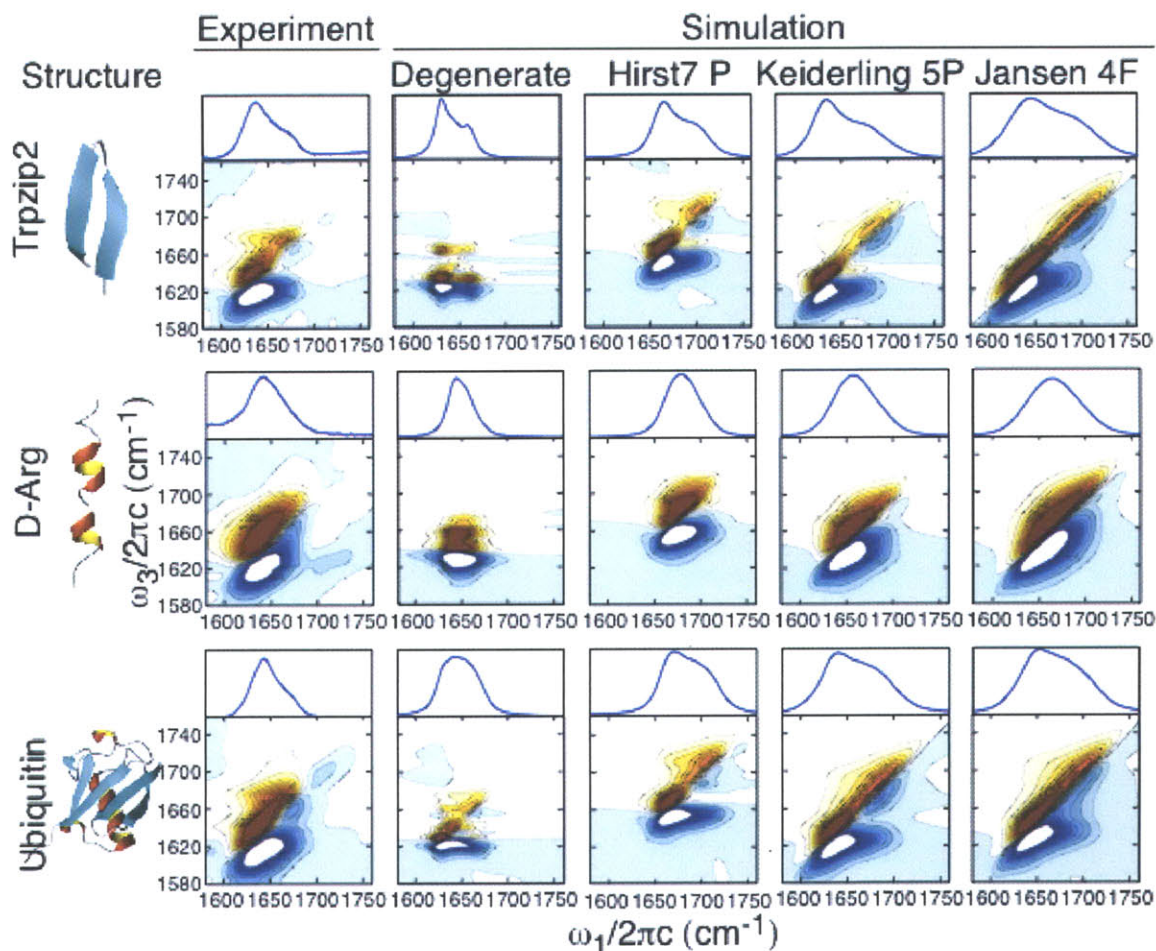 Experiment Simulation
Structure Degenerate Hirst7 P Keiderling 5P Jansen 4F
Trpzip2
1740
1700
1660
1620
1580
1600 1650 1700 1750 1600 1650 1700 1750 1600 1650 1700 1750 1600 1650 1700 1750 1600 1650 1700 1750
D-Arg
ω3/2πc (cm-1)
1740
1700
1660
1620
1580
1600 1650 1700 1750 1600 1650 1700 1750 1600 1650 1700 1750 1600 1650 1700 1750 1600 1650 1700 1750
Ubiquitin
1740
1700
1660
1620
1580
1600 1650 1700 1750 1600 1650 1700 1750 1600 1650 1700 1750 1600 1650 1700 1750 1600 1650 1700 1750
ω1/2πc (cm-1)